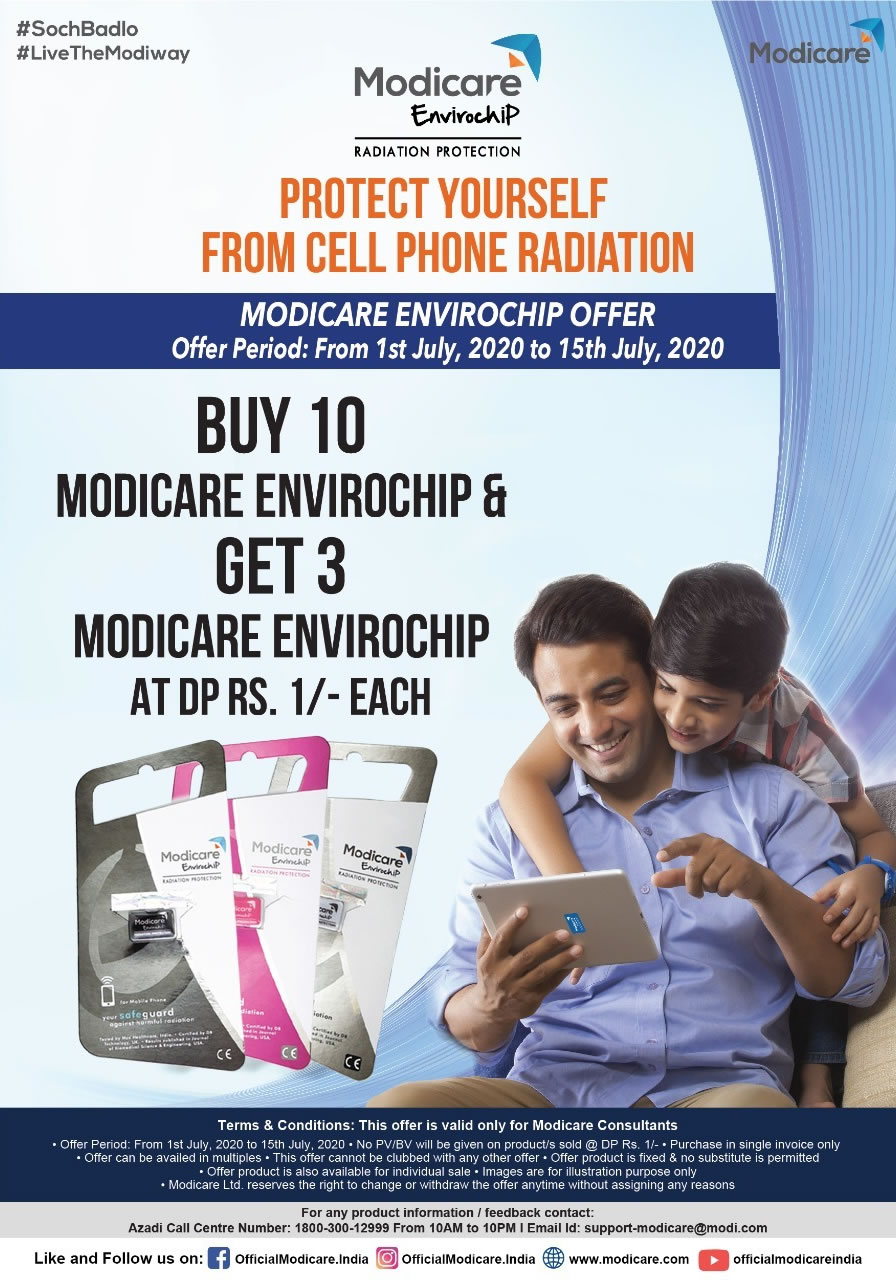 #SochBadlo
#LiveTheModiway
Modicare
Modicare
EnvirochiP
RADIATION PROTECTION
PROTECT YOURSELF
FROM CELL PHONE RADIATION
MODICARE ENVIROCHIP OFFER
Offer Period: From 1st July, 2020 to 15th July, 2020
BUY 10
MODICARE ENVIROCHIP &
GET 3
MODICARE ENVIROCHIP
AT DP RS. 1/- EACH
Modicare
EnvirochiP
RADIATION PROTECTION
Modicare
for Mobile Phone
your safeguard
against harmful radiation
CE
Modicare
EnvirochiP
RADIATION PROTECTION
CE
Modicare
EnvirochiP
RADIATION PROTECTION
CE
Terms & Conditions: This offer is valid only for Modicare Consultants
• Offer Period: From 1st July, 2020 to 15th July, 2020 • No PV/BV will be given on product/s sold @ DP Rs. 1/- • Purchase in single invoice only
• Offer can be availed in multiples • This offer cannot be clubbed with any other offer • Offer product is fixed & no substitute is permitted
• Offer product is also available for individual sale • Images are for illustration purpose only
• Modicare Ltd. reserves the right to change or withdraw the offer anytime without assigning any reasons
For any product information / feedback contact:
Azadi Call Centre Number: 1800-300-12999 From 10AM to 10PM I Email Id: support-modicare@modi.com
Like and Follow us on: OfficialModicare.India OfficialModicare.India www.modicare.com officialmodicareindia